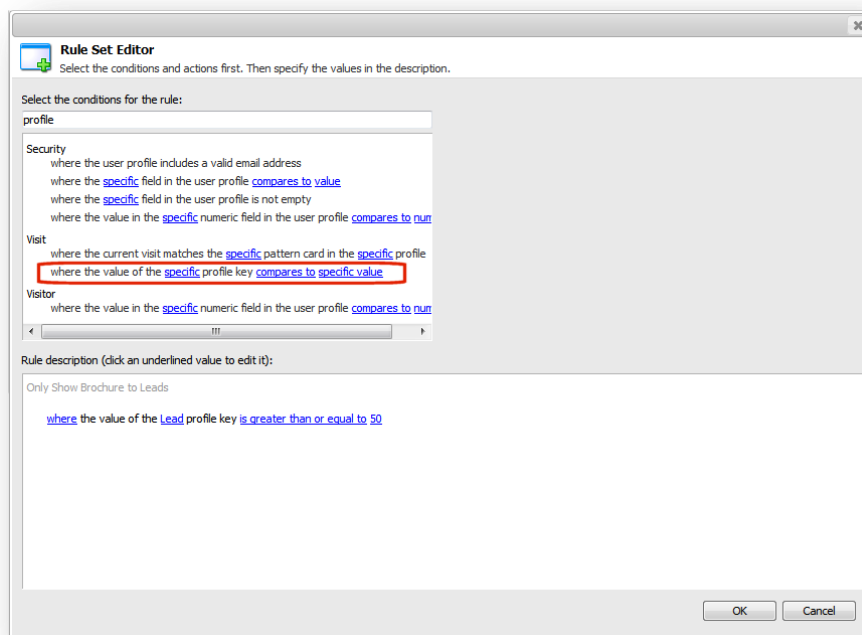 Rule Set Editor
Select the conditions and actions first. Then specify the values in the description.
Select the conditions for the rule:
profile
Security
where the user profile includes a valid email address
where the specific field in the user profile compares to value
where the specific field in the user profile is not empty
where the value in the specific numeric field in the user profile compares to num
Visit
where the current visit matches the specific pattern card in the specific profile
where the value of the specific profile key compares to specific value
Visitor
where the value in the specific numeric field in the user profile compares to num
Rule description (click an underlined value to edit it):
Only Show Brochure to Leads
where the value of the Lead profile key is greater than or equal to 50
OK Cancel